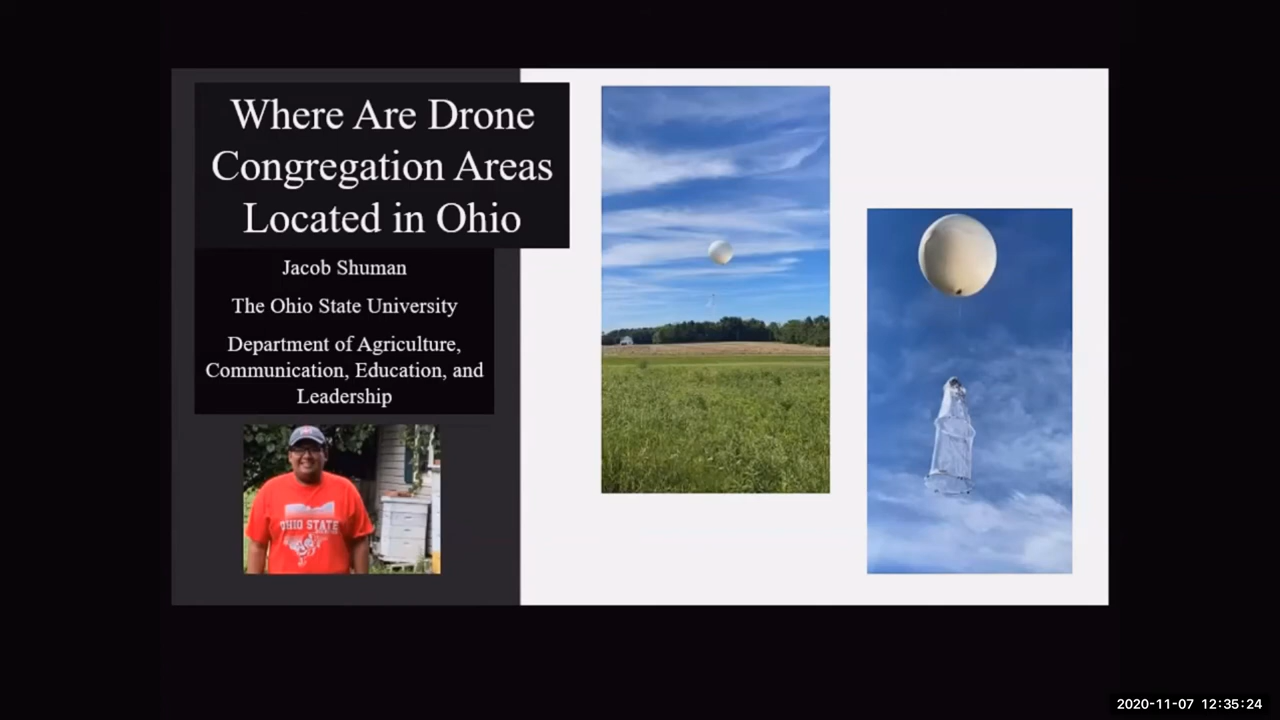 Where Are Drone
Congregation Areas
Located in Ohio
Jacob Shuman
The Ohio State University
Department of Agriculture,
Communication, Education, and
Leadership
OHIO STATE
2020-11-07 12:35:24